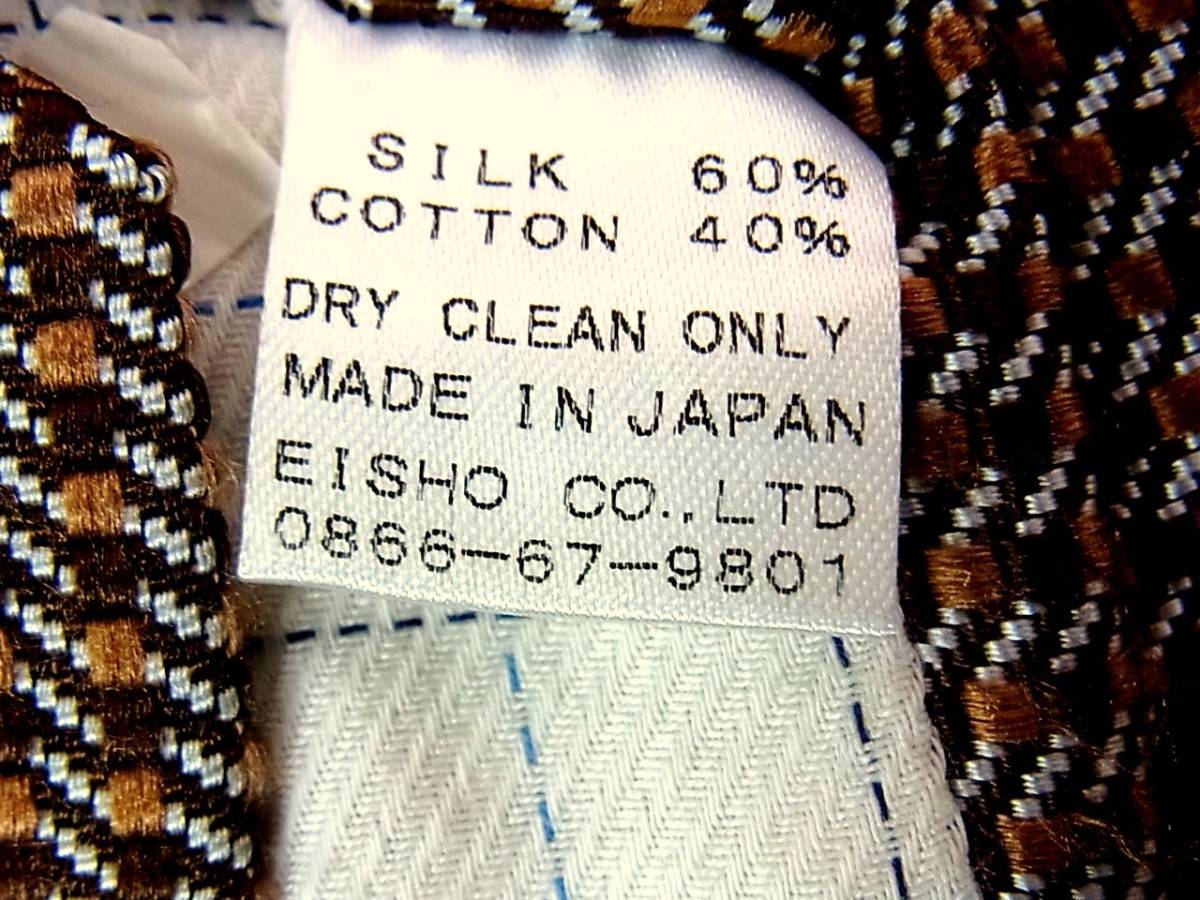 SILK 60%
COTTON 40%
DRY CLEAN ONLY
MADE IN JAPAN
EISHO CO.,LTD
0866-67-9801